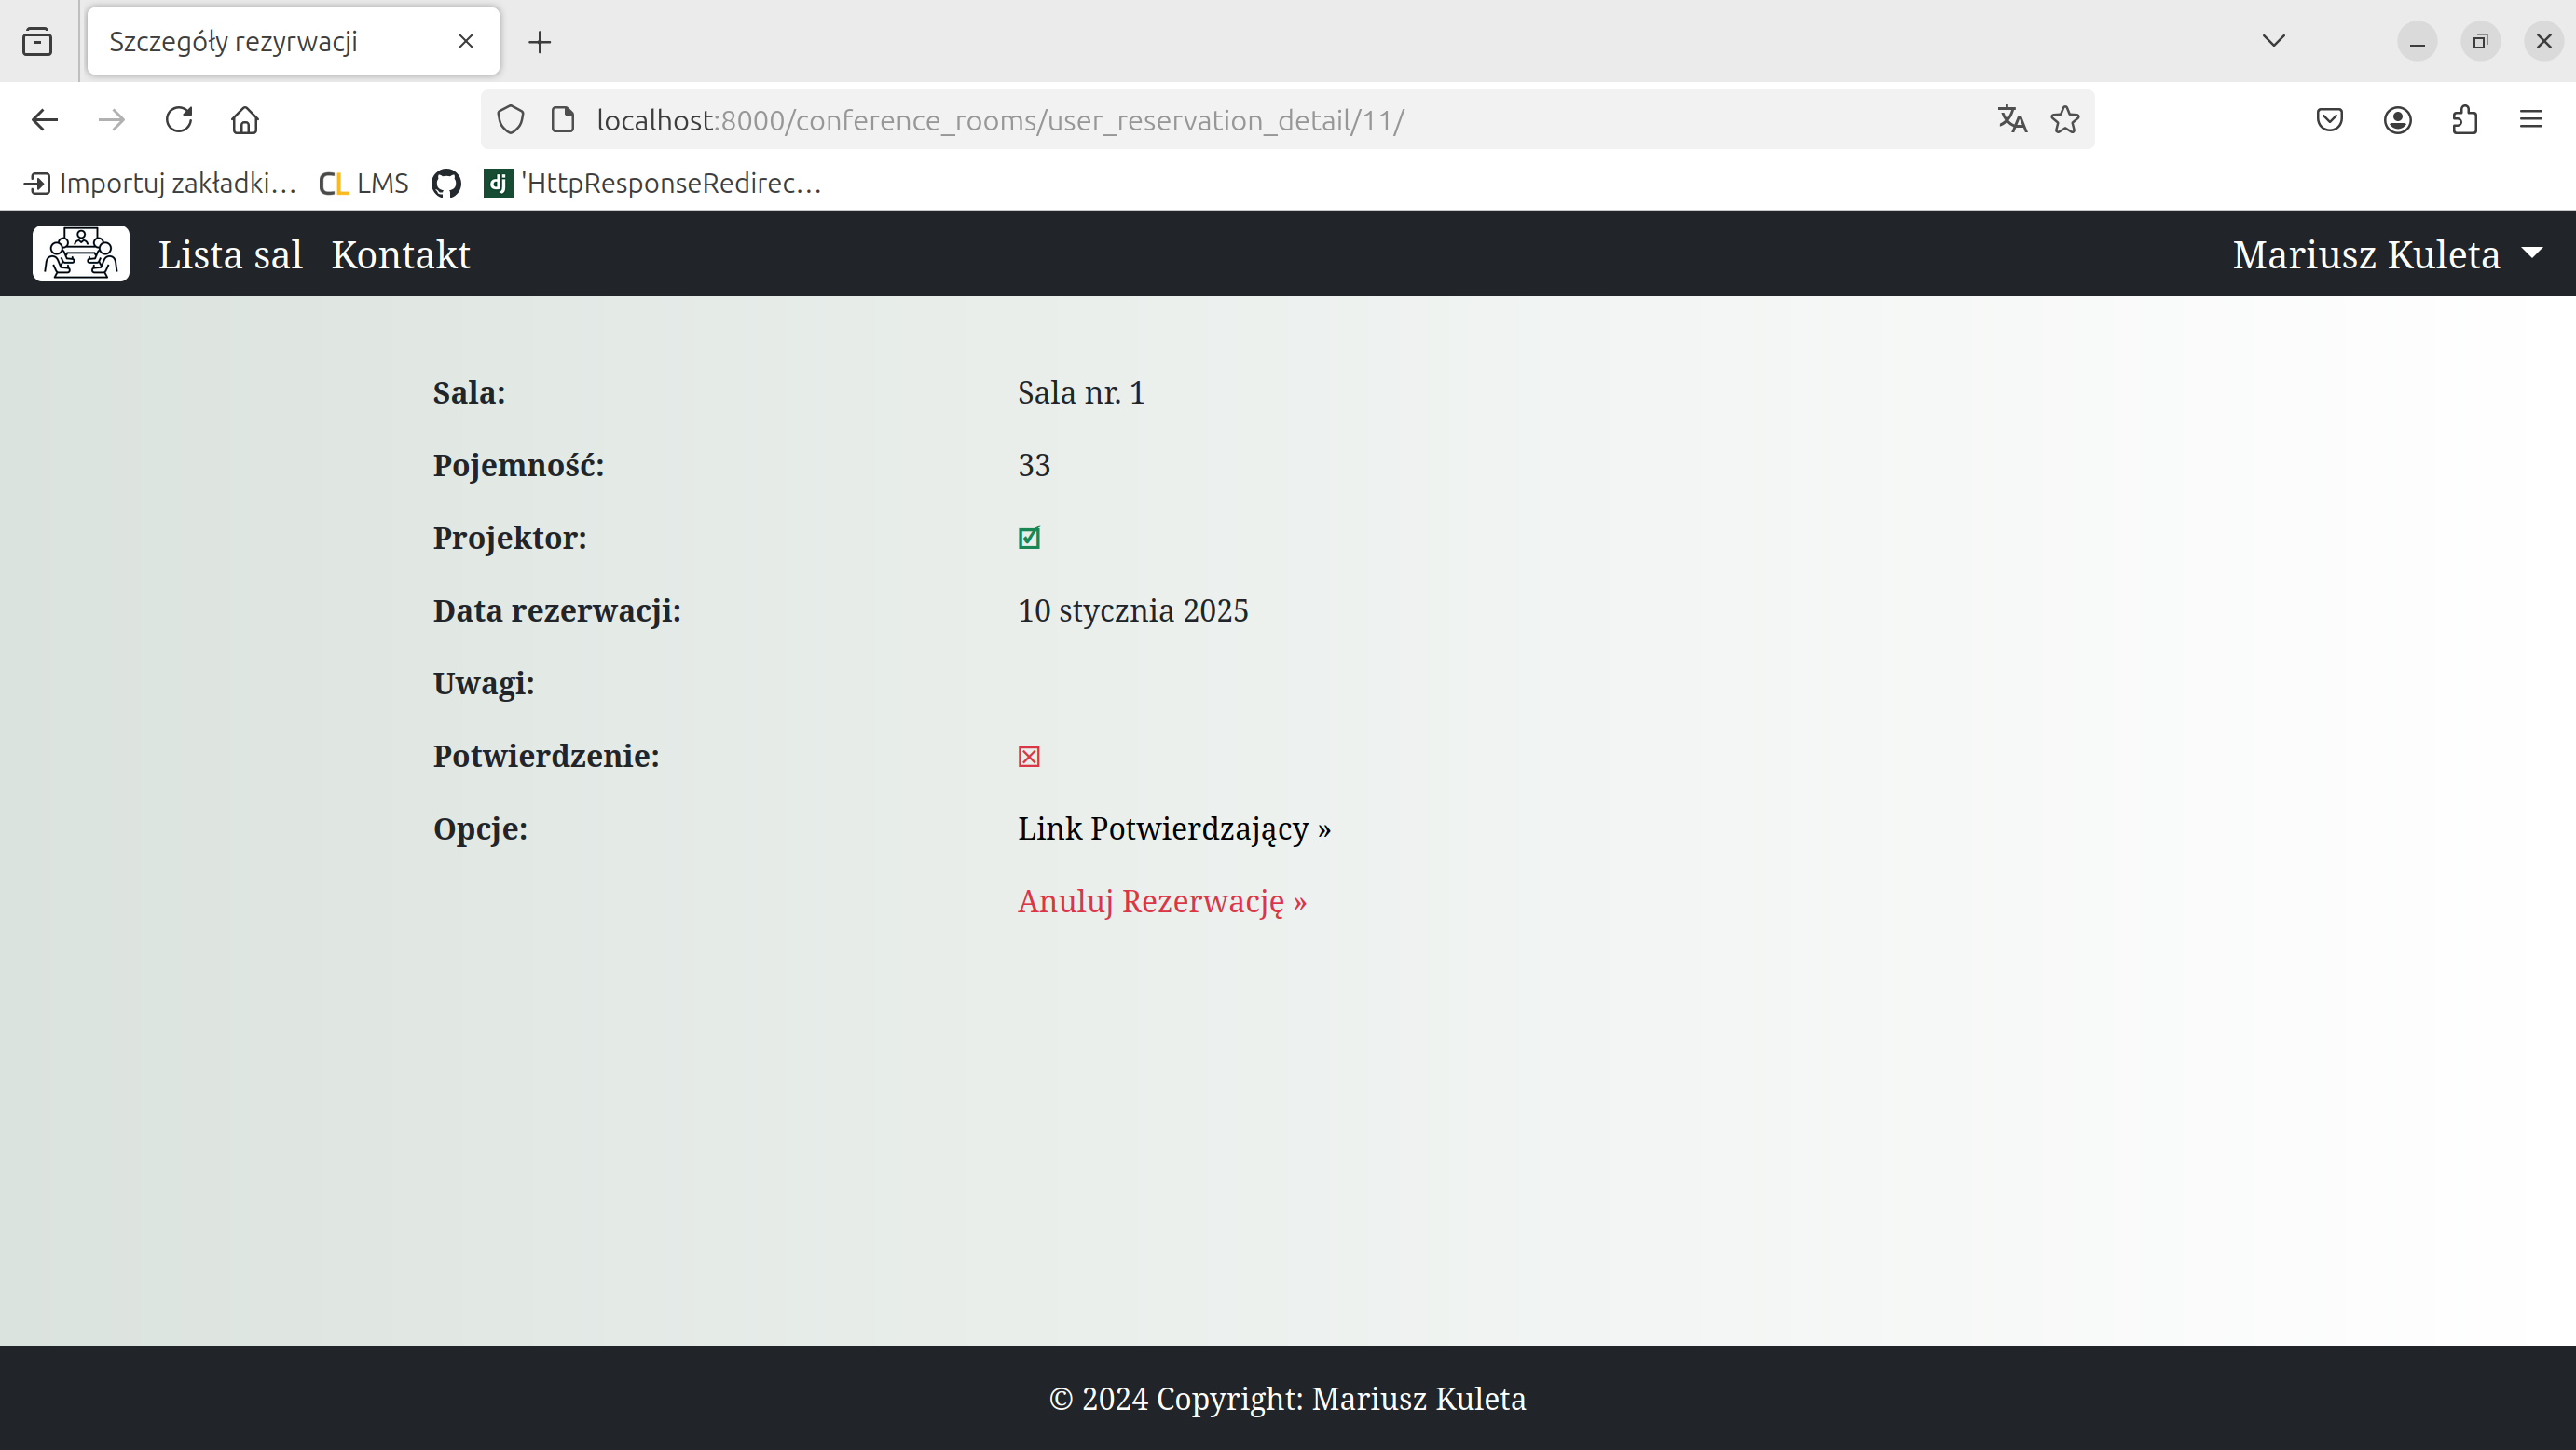 Szczegóły rezyrwacji
localhost:8000/conference_rooms/user_reservation_detail/11/
Importuj zakładki… CL LMS dj 'HttpResponseRedirec…
Lista sal Kontakt Mariusz Kuleta
Sala: Sala nr. 1
Pojemność: 33
Projektor:
Data rezerwacji: 10 stycznia 2025
Uwagi:
Potwierdzenie:
Opcje: Link Potwierdzający »
Anuluj Rezerwację »
© 2024 Copyright: Mariusz Kuleta